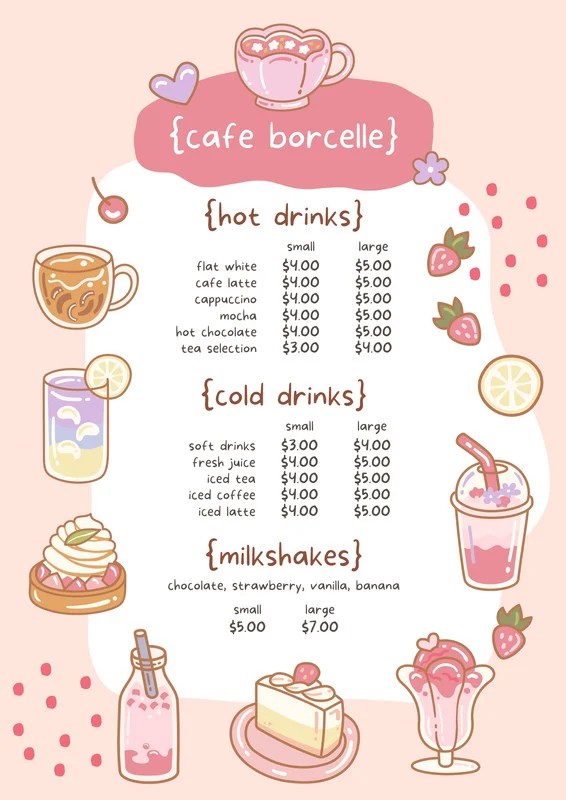 {cafe borcelle}
{hot drinks}
small large
flat white $4.00 $5.00
cafe latte $4.00 $5.00
cappuccino $4.00 $5.00
mocha $4.00 $5.00
hot chocolate $4.00 $5.00
tea selection $3.00 $4.00
{cold drinks}
small large
soft drinks $3.00 $4.00
fresh juice $4.00 $5.00
iced tea $4.00 $5.00
iced coffee $4.00 $5.00
iced latte $4.00 $5.00
{milkshakes}
chocolate, strawberry, vanilla, banana
small large
$5.00 $7.00